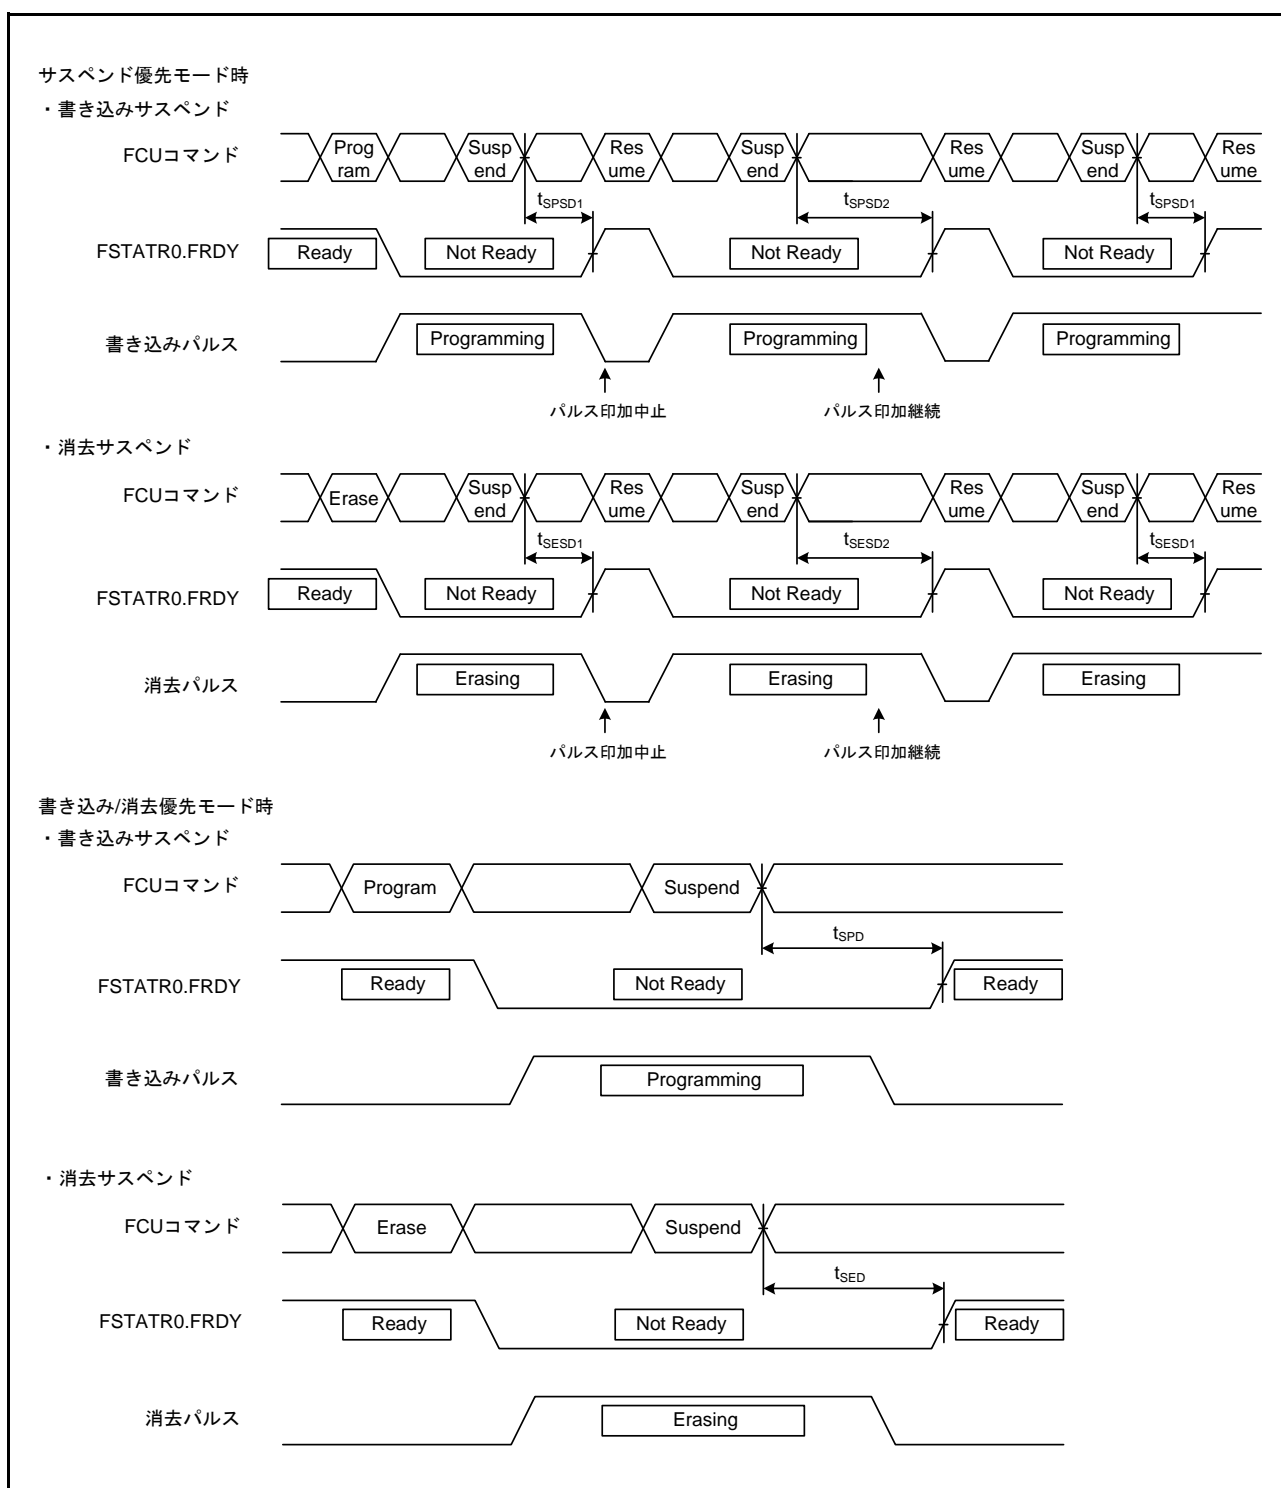 サスペンド優先モード時
・書き込みサスペンド
FCUコマンド
Prog
ram
Susp
end
Res
ume
Susp
end
Res
ume
Susp
end
Res
ume
tSPSD1
tSPSD2
tSPSD1
FSTATR0.FRDY
Ready
Not Ready
Not Ready
Not Ready
書き込みパルス
Programming
Programming
Programming
パルス印加中止
パルス印加継続
・消去サスペンド
FCUコマンド
Erase
Susp
end
Res
ume
Susp
end
Res
ume
Susp
end
Res
ume
tSESD1
tSESD2
tSESD1
FSTATR0.FRDY
Ready
Not Ready
Not Ready
Not Ready
消去パルス
Erasing
Erasing
Erasing
パルス印加中止
パルス印加継続
書き込み/消去優先モード時
・書き込みサスペンド
FCUコマンド
Program
Suspend
tSPD
FSTATR0.FRDY
Ready
Not Ready
Ready
書き込みパルス
Programming
・消去サスペンド
FCUコマンド
Erase
Suspend
tSED
FSTATR0.FRDY
Ready
Not Ready
Ready
消去パルス
Erasing